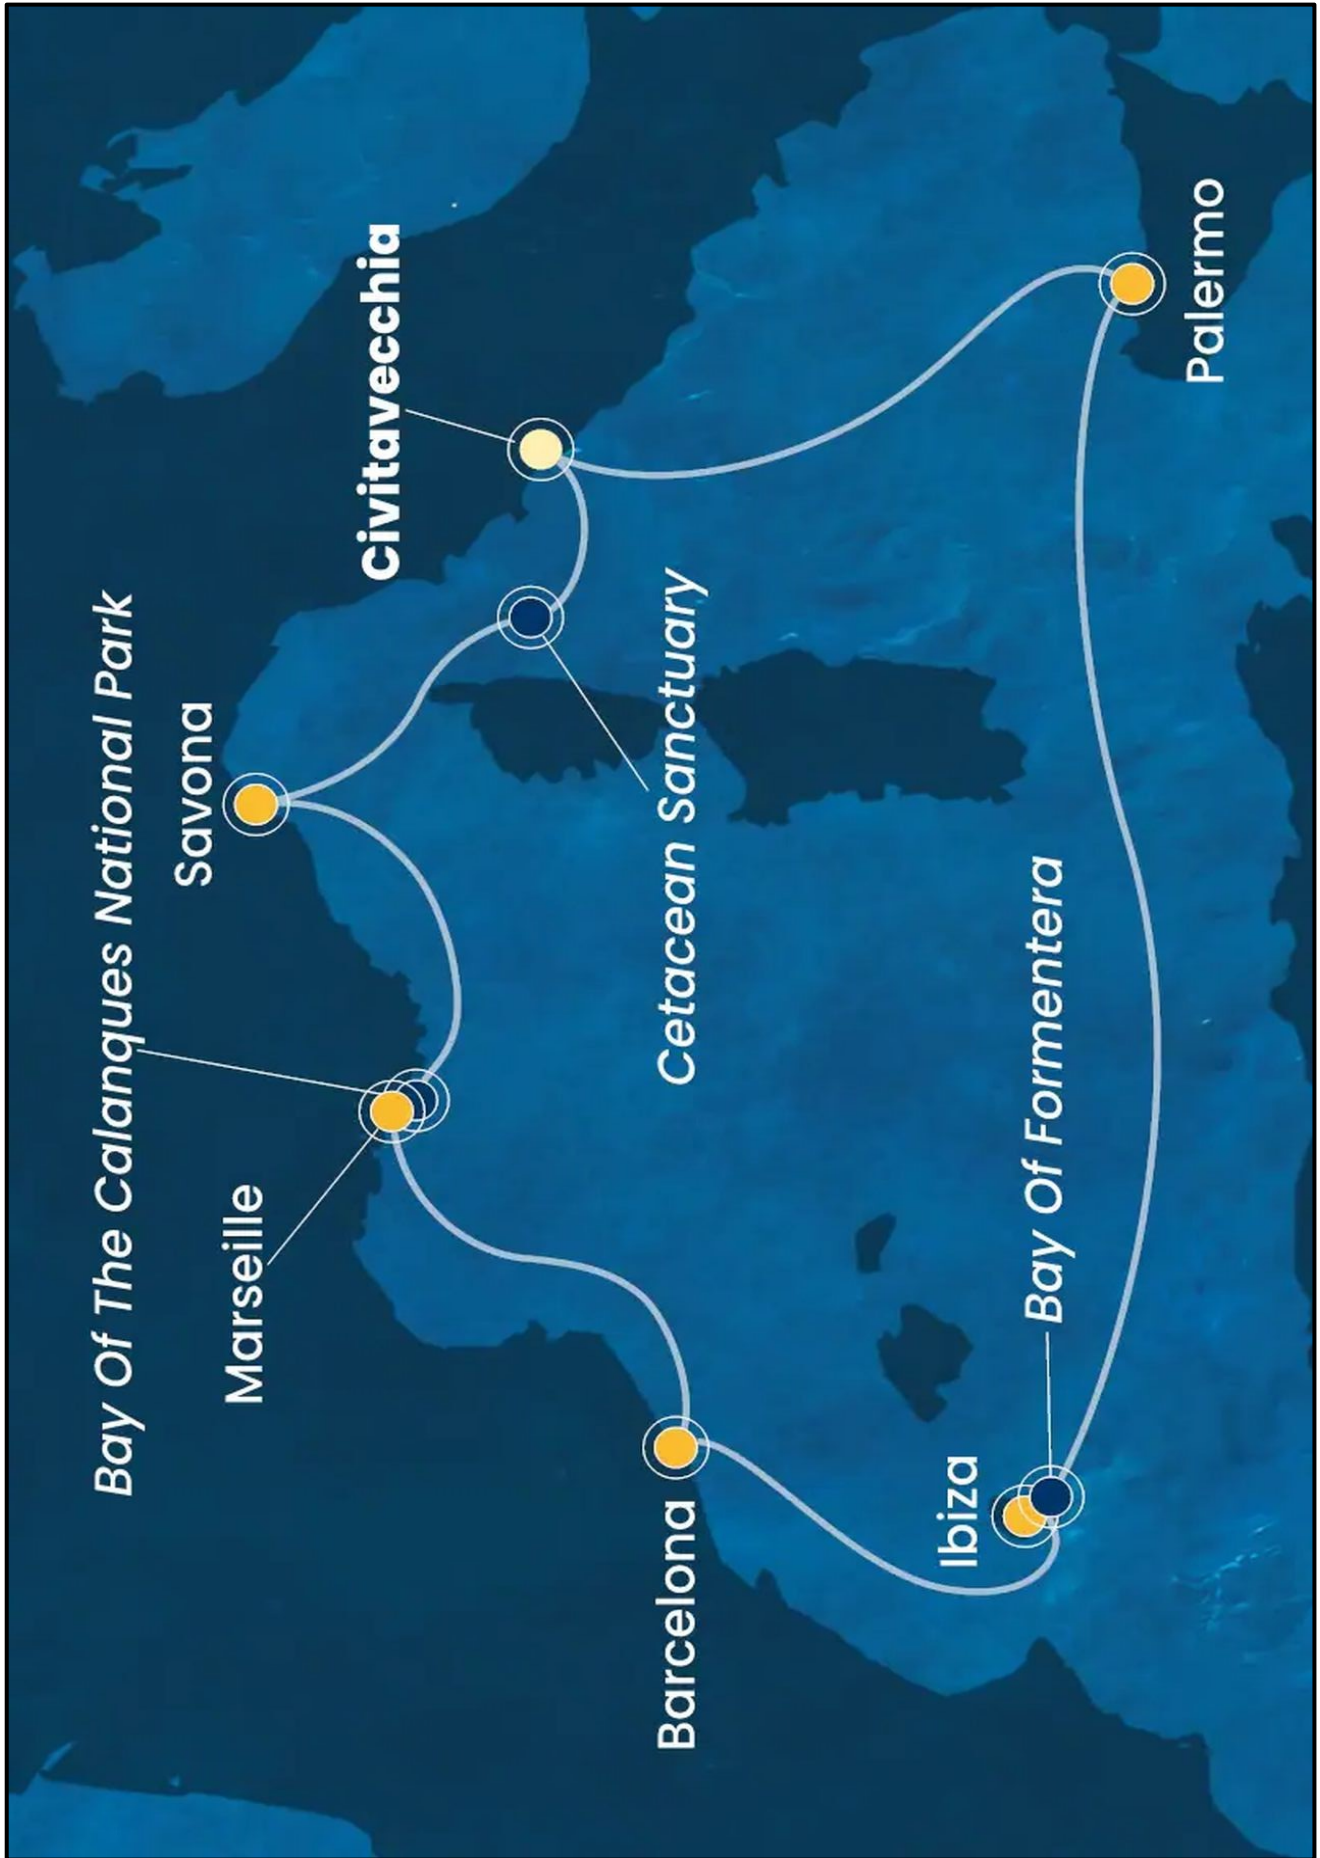 Bay Of The Calanques National Park
Savona
Marseille
Civitavecchia
Cetacean Sanctuary
Barcelona
Ibiza
Bay Of Formentera
Palermo